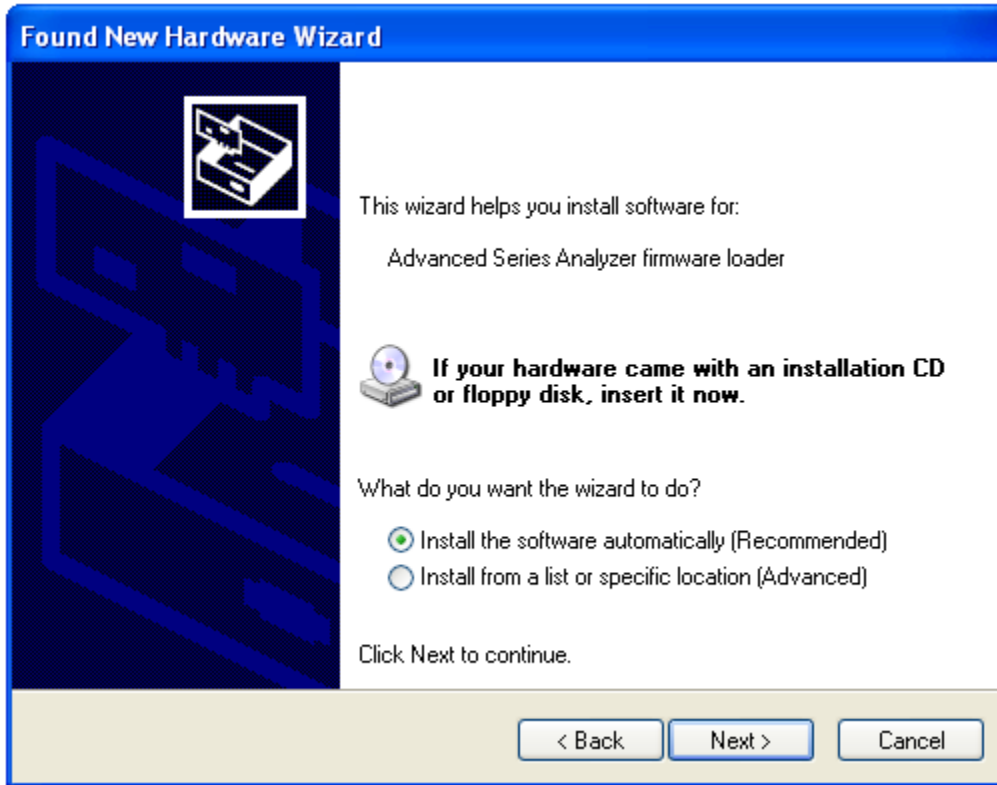 Found New Hardware Wizard
This wizard helps you install software for:
Advanced Series Analyzer firmware loader
If your hardware came with an installation CD
or floppy disk, insert it now.
What do you want the wizard to do?
Install the software automatically (Recommended)
Install from a list or specific location (Advanced)
Click Next to continue.
< Back
Next >
Cancel